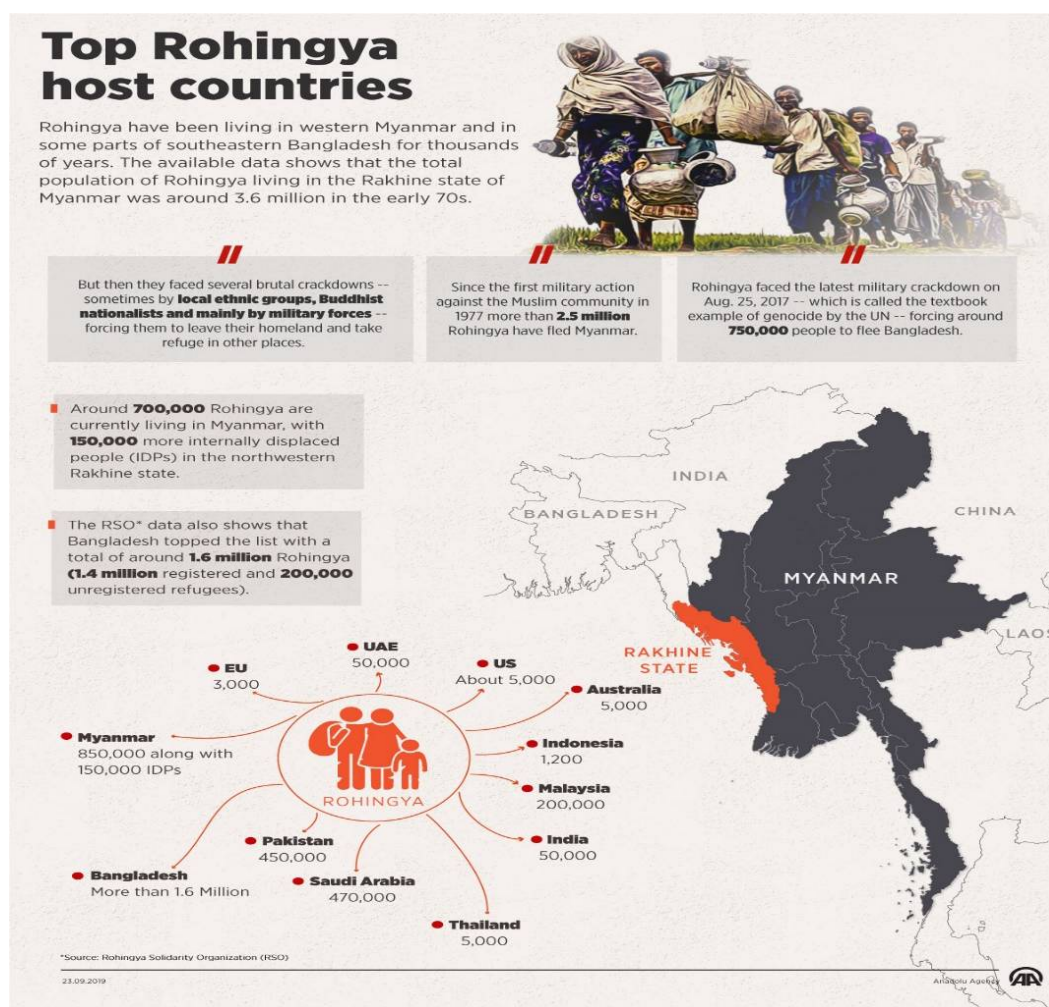 Top Rohingya
host countries
Rohingya have been living in western Myanmar and in
some parts of southeastern Bangladesh for thousands
of years. The available data shows that the total
population of Rohingya living in the Rakhine state of
Myanmar was around 3.6 million in the early 70s.
But then they faced several brutal crackdowns --
sometimes by local ethnic groups, Buddhist
nationalists and mainly by military forces --
forcing them to leave their homeland and take
refuge in other places.
Since the first military action
against the Muslim community in
1977 more than 2.5 million
Rohingya have fled Myanmar.
Rohingya faced the latest military crackdown on
Aug. 25, 2017 -- which is called the textbook
example of genocide by the UN -- forcing around
750,000 people to flee Bangladesh.
Around 700,000 Rohingya are
currently living in Myanmar, with
150,000 more internally displaced
people (IDPs) in the northwestern
Rakhine state.
The RSO* data also shows that
Bangladesh topped the list with a
total of around 1.6 million Rohingya
(1.4 million registered and 200,000
unregistered refugees).
INDIA
BANGLADESH
CHINA
MYANMAR
LAOS
RAKHINE
STATE
UAE
50,000
EU
3,000
US
About 5,000
Australia
5,000
Myanmar
850,000 along with
150,000 IDPs
Indonesia
1,200
Malaysia
200,000
ROHINGYA
India
50,000
Pakistan
450,000
Bangladesh
More than 1.6 Million
Saudi Arabia
470,000
Thailand
5,000
*Source: Rohingya Solidarity Organization (RSO)
23.09.2019
Anadolu Agency
AA